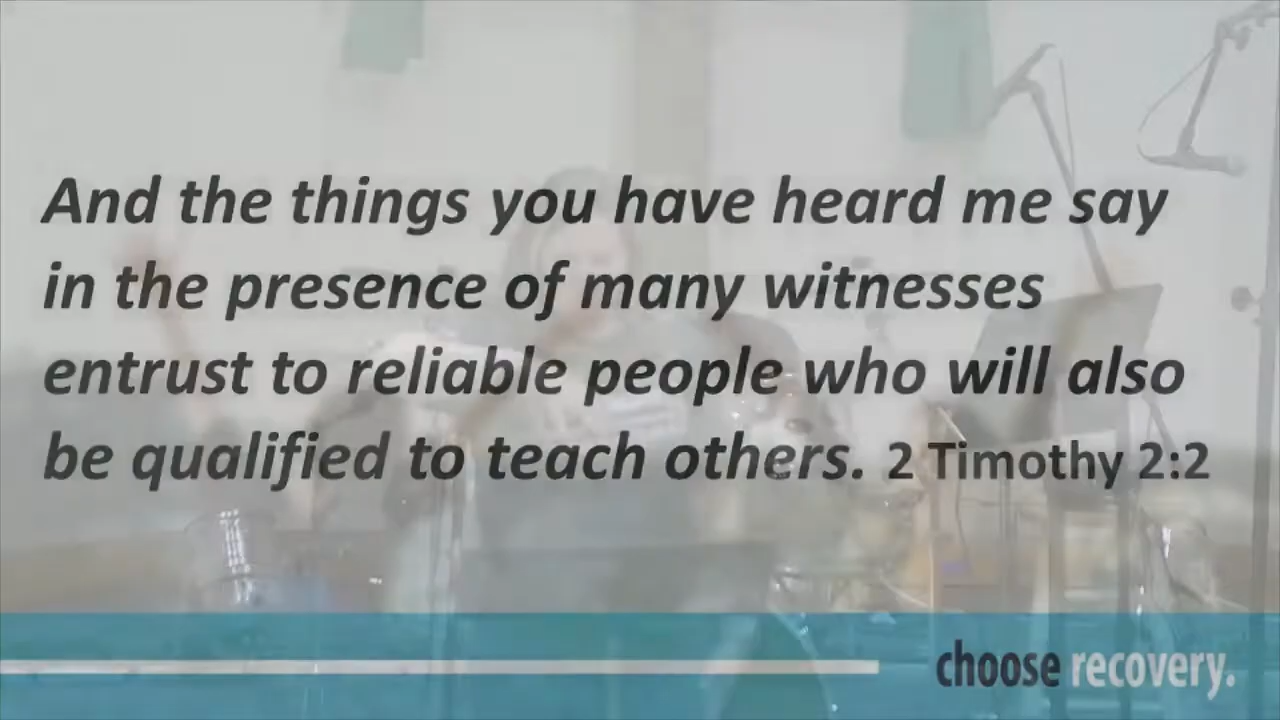 And the things you have heard me say
in the presence of many witnesses
entrust to reliable people who will also
be qualified to teach others. 2 Timothy 2:2
choose recovery.